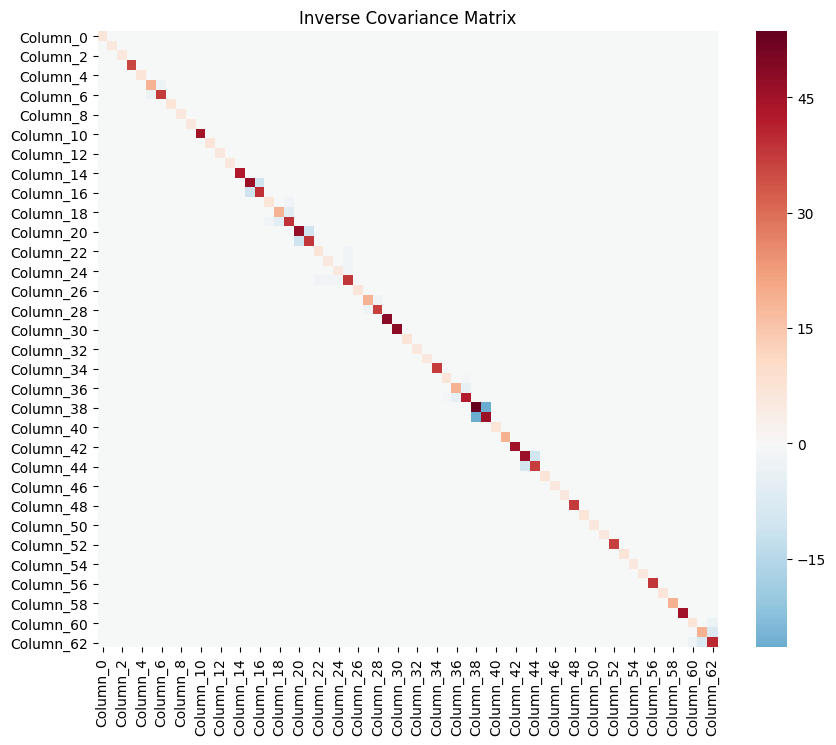 Inverse Covariance Matrix
Column_0
Column_2
Column_4
Column_6
Column_8
Column_10
Column_12
Column_14
Column_16
Column_18
Column_20
Column_22
Column_24
Column_26
Column_28
Column_30
Column_32
Column_34
Column_36
Column_38
Column_40
Column_42
Column_44
Column_46
Column_48
Column_50
Column_52
Column_54
Column_56
Column_58
Column_60
Column_62
Column_0
Column_2
Column_4
Column_6
Column_8
Column_10
Column_12
Column_14
Column_16
Column_18
Column_20
Column_22
Column_24
Column_26
Column_28
Column_30
Column_32
Column_34
Column_36
Column_38
Column_40
Column_42
Column_44
Column_46
Column_48
Column_50
Column_52
Column_54
Column_56
Column_58
Column_60
Column_62
45
30
15
0
−15